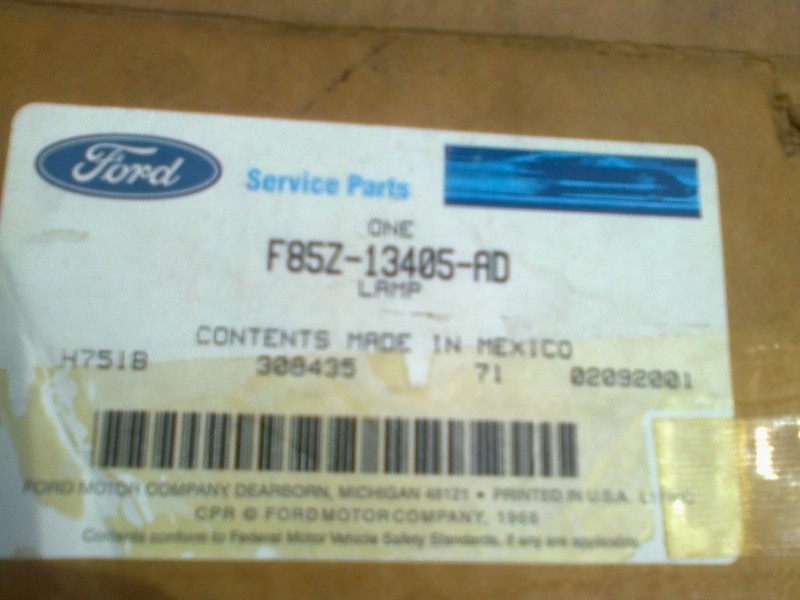 Ford
Service Parts
ONE
F85Z-13405-AD
LAMP
CONTENTS MADE IN MEXICO
H751B 308435 71 02092001
FORD MOTOR COMPANY, DEARBORN, MICHIGAN 48121 • PRINTED IN U.S.A.
CPR © FORD MOTOR COMPANY, 1966
Contents conform to Federal Motor Vehicle Safety Standards, if any are applicable.